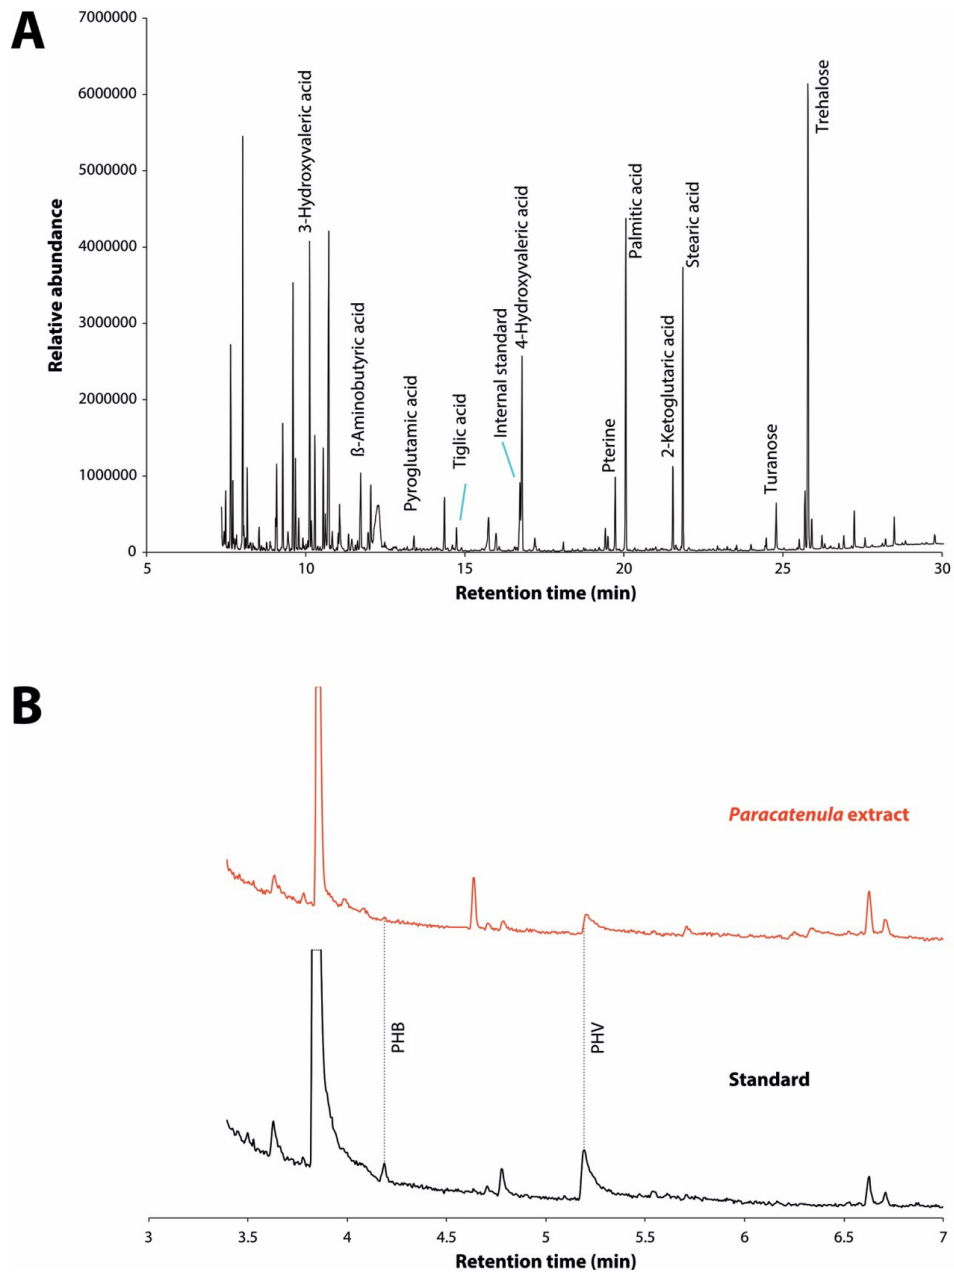 A
7000000
6000000
5000000
4000000
3000000
2000000
1000000
0
Relative abundance
3-Hydroxyvaleric acid
ß-Aminobutyric acid
Pyroglutamic acid
Tiglic acid
Internal standard
4-Hydroxyvaleric acid
Pterine
Palmitic acid
2-Ketoglutaric acid
Stearic acid
Turanose
Trehalose
5 10 15 20 25 30
Retention time (min)
B
Paracatenula extract
PHB
PHV
Standard
3 3.5 4 4.5 5 5.5 6 6.5 7
Retention time (min)